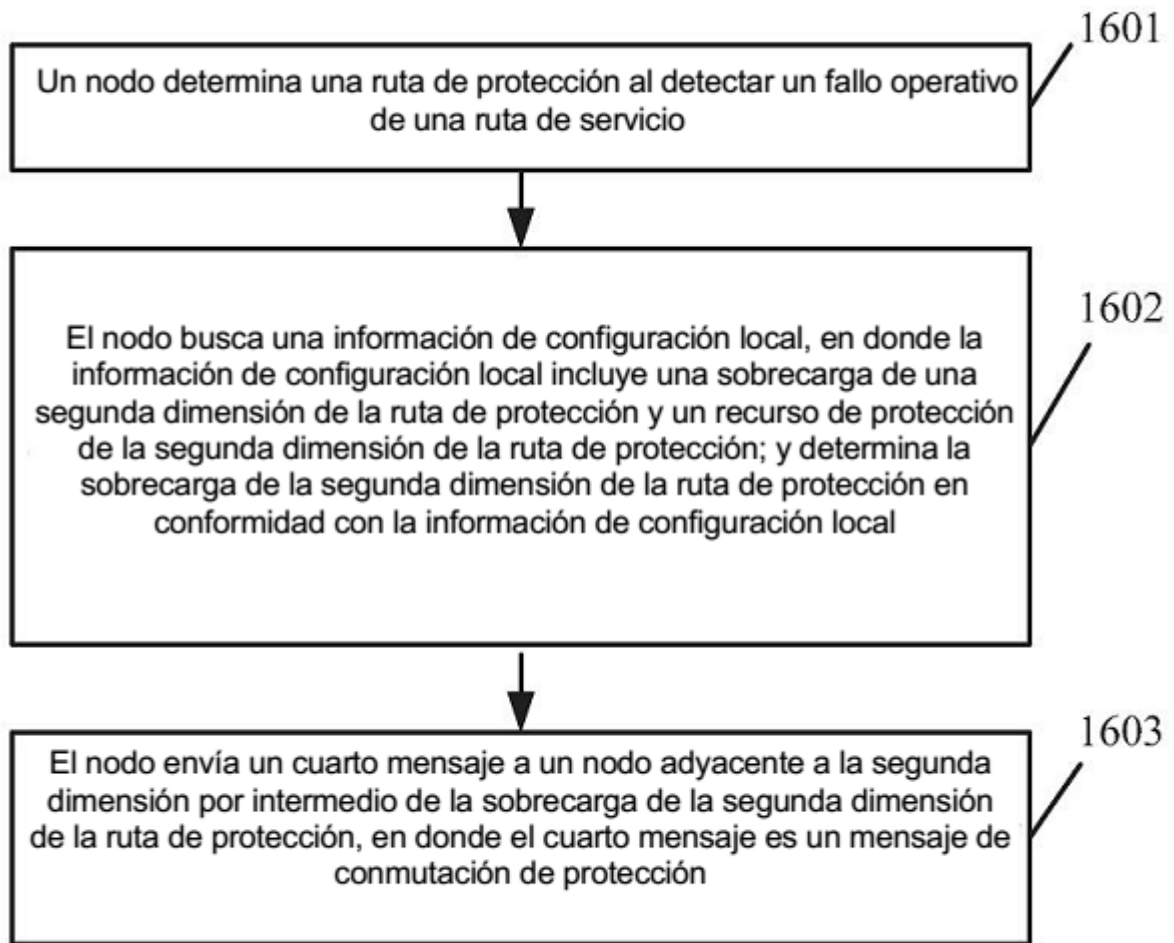 1601
Un nodo determina una ruta de protección al detectar un fallo operativo
de una ruta de servicio
1602
El nodo busca una información de configuración local, en donde la
información de configuración local incluye una sobrecarga de una
segunda dimensión de la ruta de protección y un recurso de protección
de la segunda dimensión de la ruta de protección; y determina la
sobrecarga de la segunda dimensión de la ruta de protección en
conformidad con la información de configuración local
1603
El nodo envía un cuarto mensaje a un nodo adyacente a la segunda
dimensión por intermedio de la sobrecarga de la segunda dimensión
de la ruta de protección, en donde el cuarto mensaje es un mensaje de
conmutación de protección